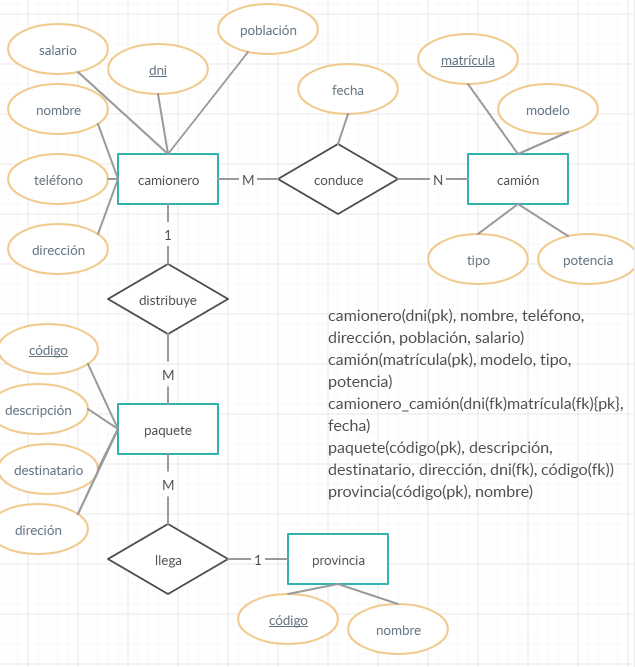 población
salario
dni
matrícula
fecha
nombre
modelo
teléfono
camionero
M
conduce
N
camión
1
dirección
tipo
potencia
distribuye
camionero(dni(pk), nombre, teléfono,
dirección, población, salario)
camión(matrícula(pk), modelo, tipo,
potencia)
camionero_camión(dni(fk)matrícula(fk){pk},
fecha)
paquete(código(pk), descripción,
destinatario, dirección, dni(fk), código(fk))
provincia(código(pk), nombre)
código
M
descripción
paquete
destinatario
M
direción
llega
1
provincia
código
nombre